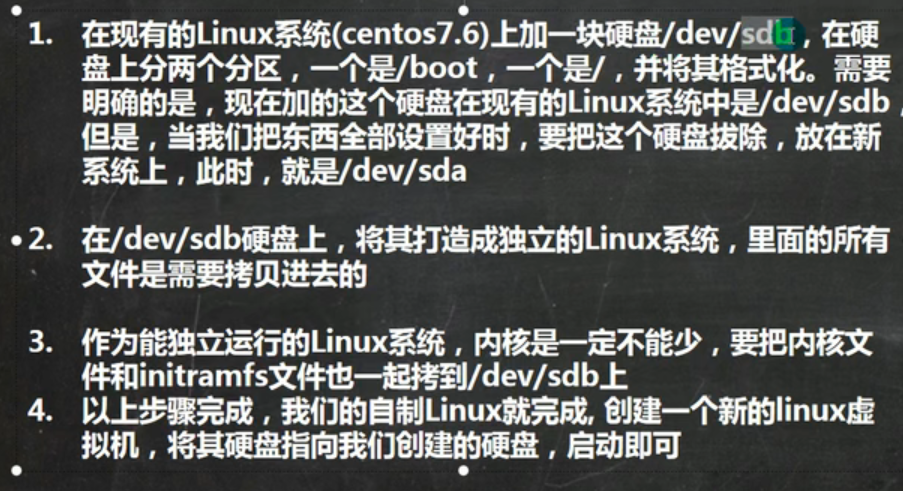 1. 在现有的Linux系统(centos7.6)上加一块硬盘/dev/sdb，在硬
盘上分两个分区，一个是/boot，一个是/，并将其格式化。需要
明确的是，现在加的这个硬盘在现有的Linux系统中是/dev/sdb，
但是，当我们把东西全部设置好时，要把这个硬盘拔除，放在新
系统上，此时，就是/dev/sda
2. 在/dev/sdb硬盘上，将其打造成独立的Linux系统，里面的所有
文件是需要拷贝进去的
3. 作为能独立运行的Linux系统，内核是一定不能少，要把内核文
件和initramfs文件也一起拷到/dev/sdb上
4. 以上步骤完成，我们的自制Linux就完成, 创建一个新的linux虚
拟机，将其硬盘指向我们创建的硬盘，启动即可